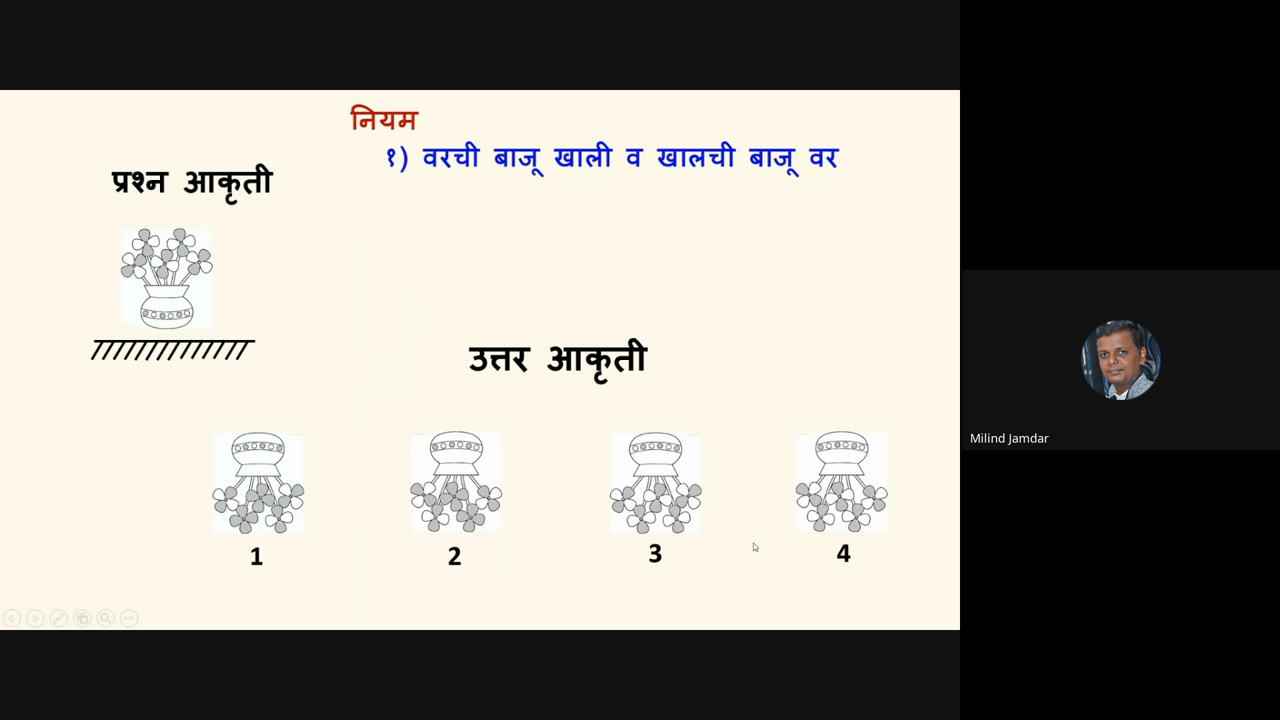 नियम
१) वरची बाजू खाली व खालची बाजू वर
प्रश्न आकृती
उत्तर आकृती
1
2
3
4
Milind Jamdar